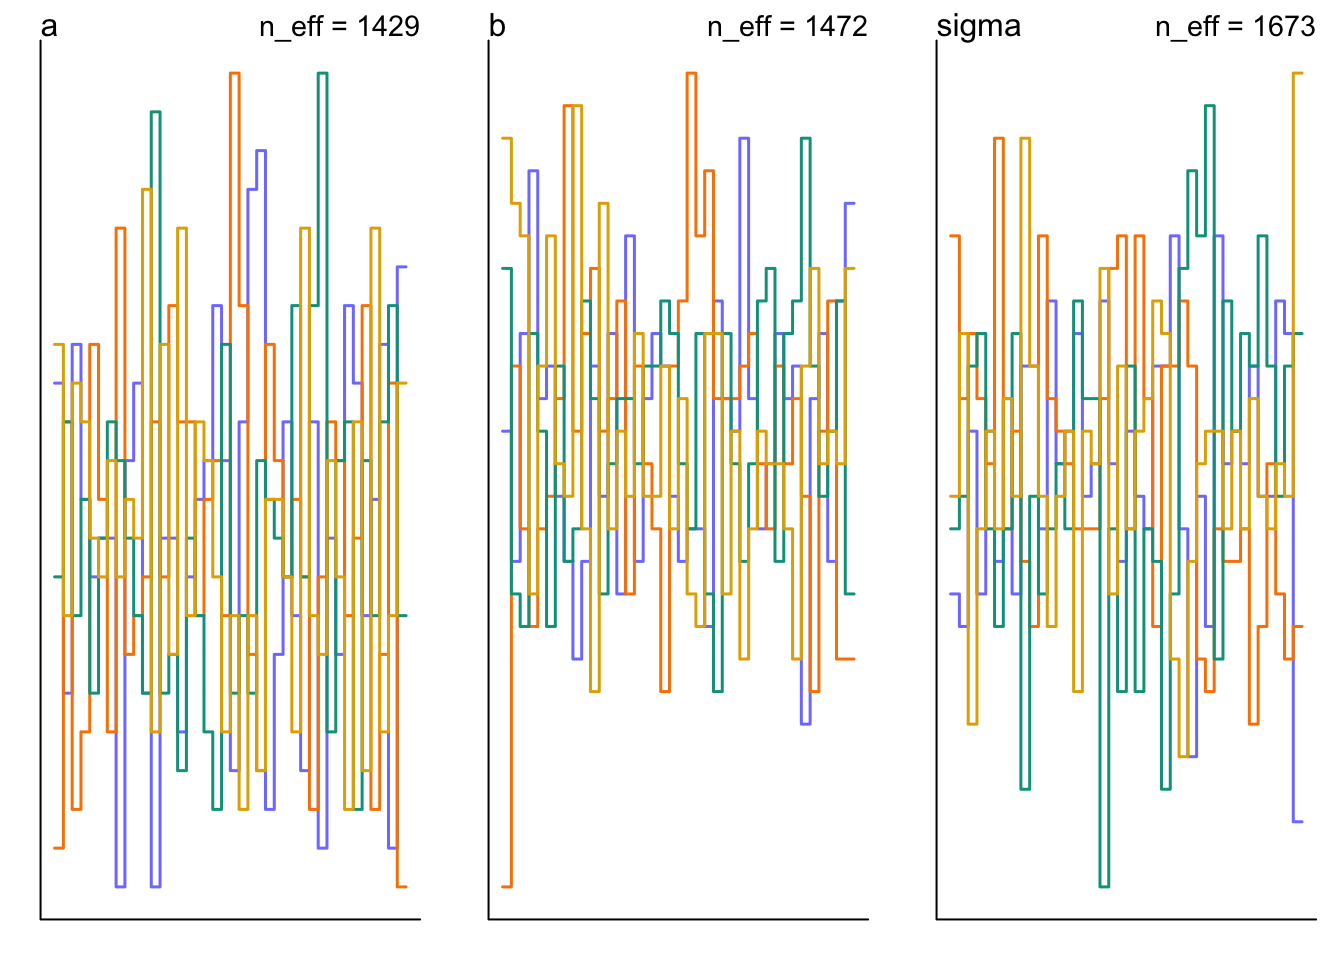 a n_eff = 1429
b n_eff = 1472
sigma n_eff = 1673